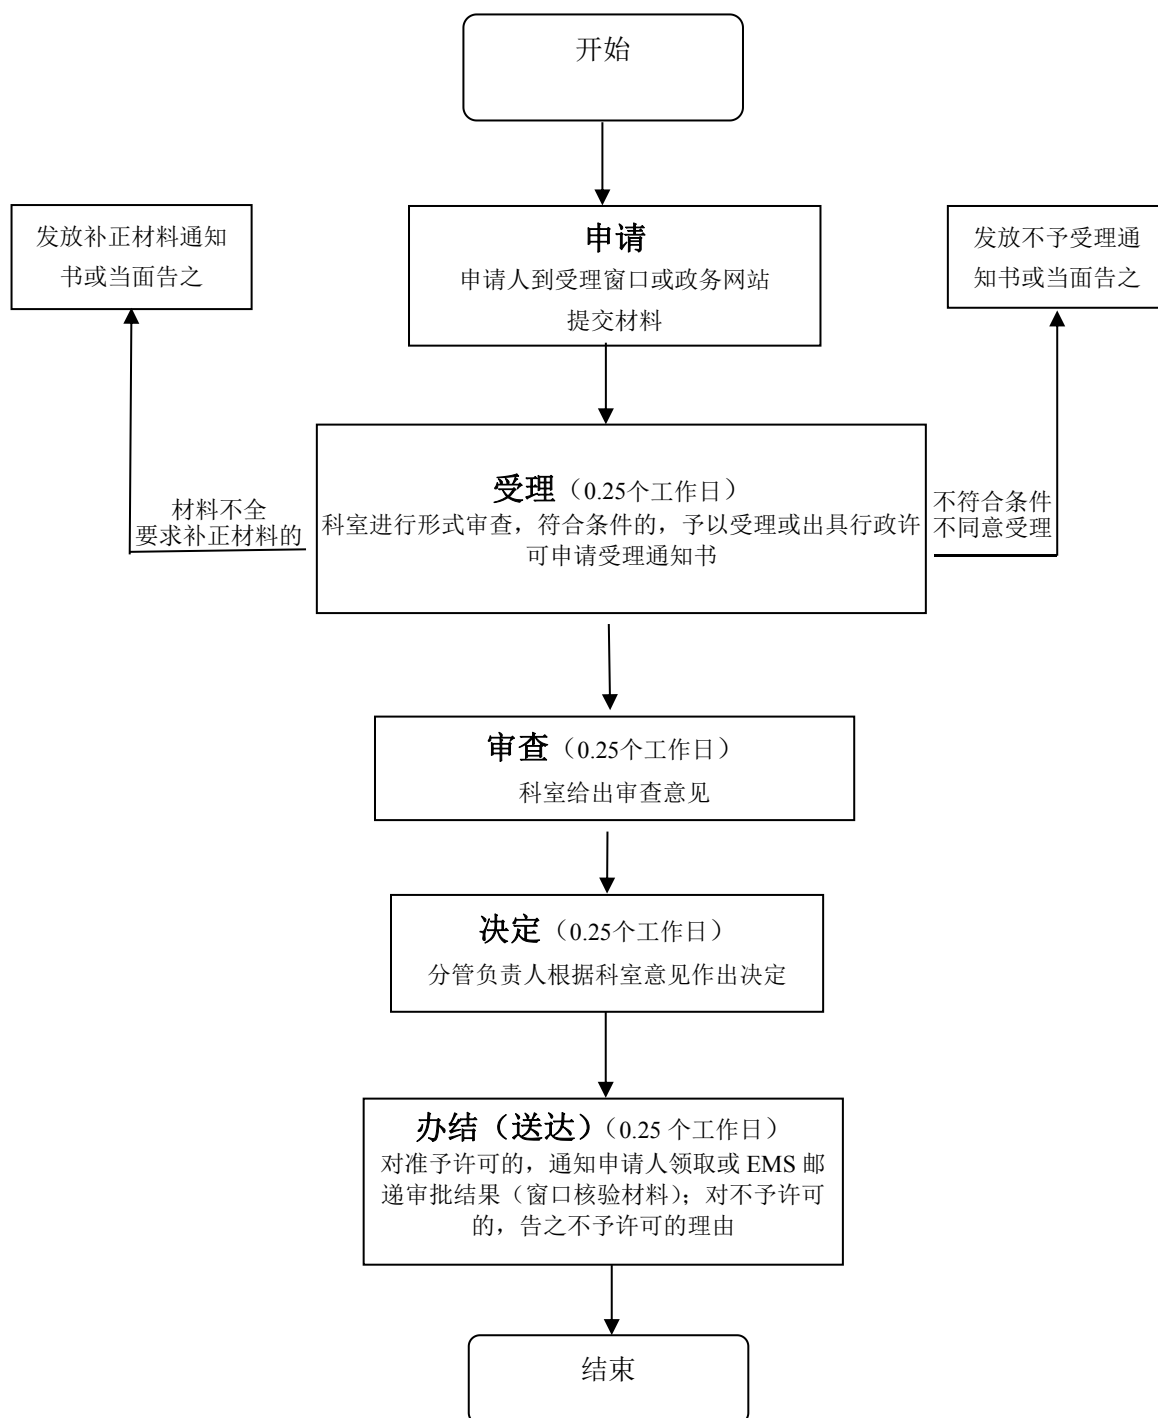 开始
申请
申请人到受理窗口或政务网站
提交材料
发放补正材料通知
书或当面告之
发放不予受理通
知书或当面告之
受理（0.25个工作日）
科室进行形式审查，符合条件的，予以受理或出具行政许
可申请受理通知书
材料不全
要求补正材料的
不符合条件
不同意受理
审查（0.25个工作日）
科室给出审查意见
决定（0.25个工作日）
分管负责人根据科室意见作出决定
办结（送达）（0.25 个工作日）
对准予许可的，通知申请人领取或 EMS 邮
递审批结果（窗口核验材料）；对不予许可
的，告之不予许可的理由
结束